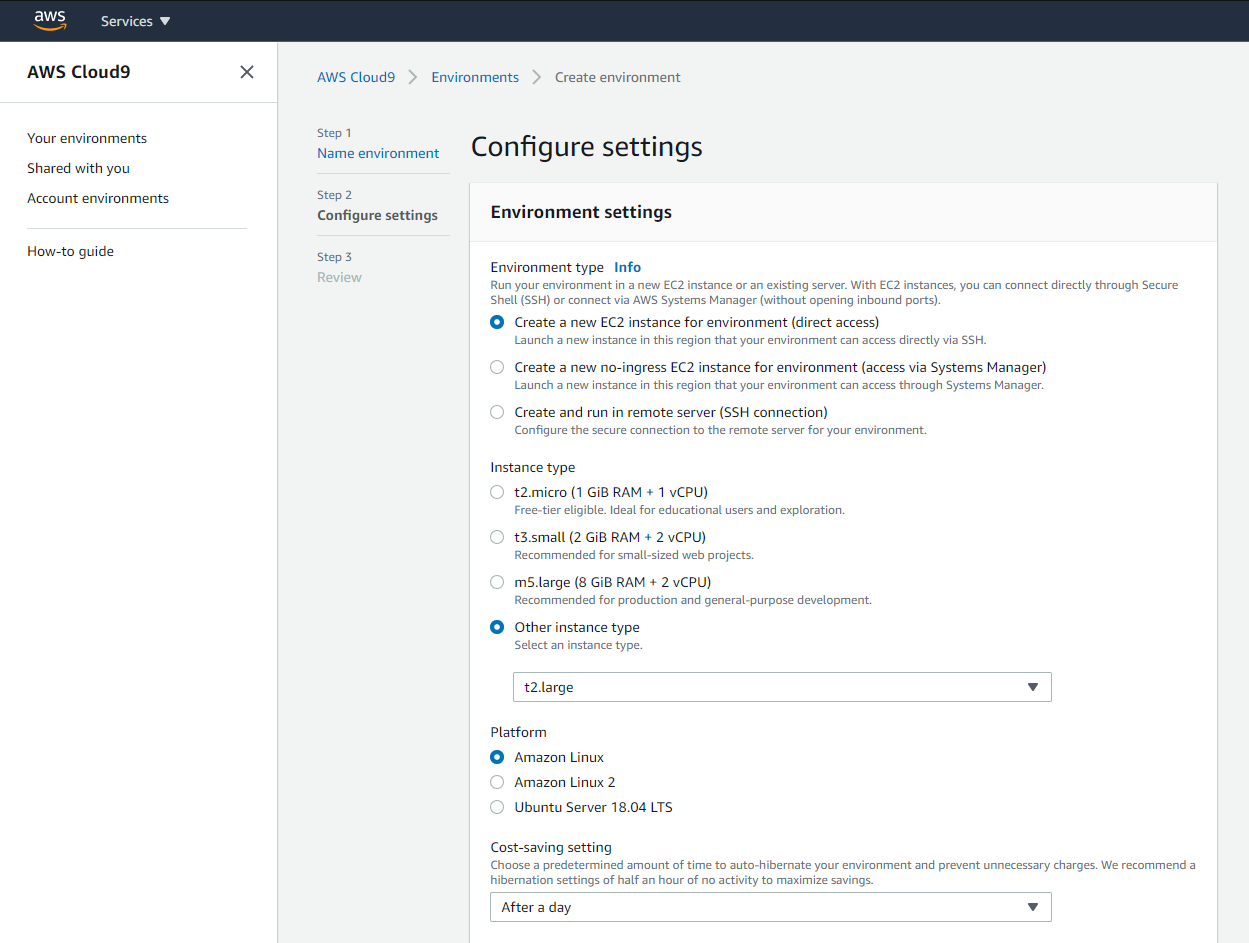 aws
Services
AWS Cloud9
Your environments
Shared with you
Account environments
How-to guide
AWS Cloud9 Environments Create environment
Step 1
Name environment
Step 2
Configure settings
Step 3
Review
Configure settings
Environment settings
Environment type Info
Run your environment in a new EC2 instance or an existing server. With EC2 instances, you can connect directly through Secure
Shell (SSH) or connect via AWS Systems Manager (without opening inbound ports).
Create a new EC2 instance for environment (direct access)
Launch a new instance in this region that your environment can access directly via SSH.
Create a new no-ingress EC2 instance for environment (access via Systems Manager)
Launch a new instance in this region that your environment can access through Systems Manager.
Create and run in remote server (SSH connection)
Configure the secure connection to the remote server for your environment.
Instance type
t2.micro (1 GiB RAM + 1 vCPU)
Free-tier eligible. Ideal for educational users and exploration.
t3.small (2 GiB RAM + 2 vCPU)
Recommended for small-sized web projects.
m5.large (8 GiB RAM + 2 vCPU)
Recommended for production and general-purpose development.
Other instance type
Select an instance type.
t2.large
Platform
Amazon Linux
Amazon Linux 2
Ubuntu Server 18.04 LTS
Cost-saving setting
Choose a predetermined amount of time to auto-hibernate your environment and prevent unnecessary charges. We recommend a
hibernation settings of half an hour of no activity to maximize savings.
After a day